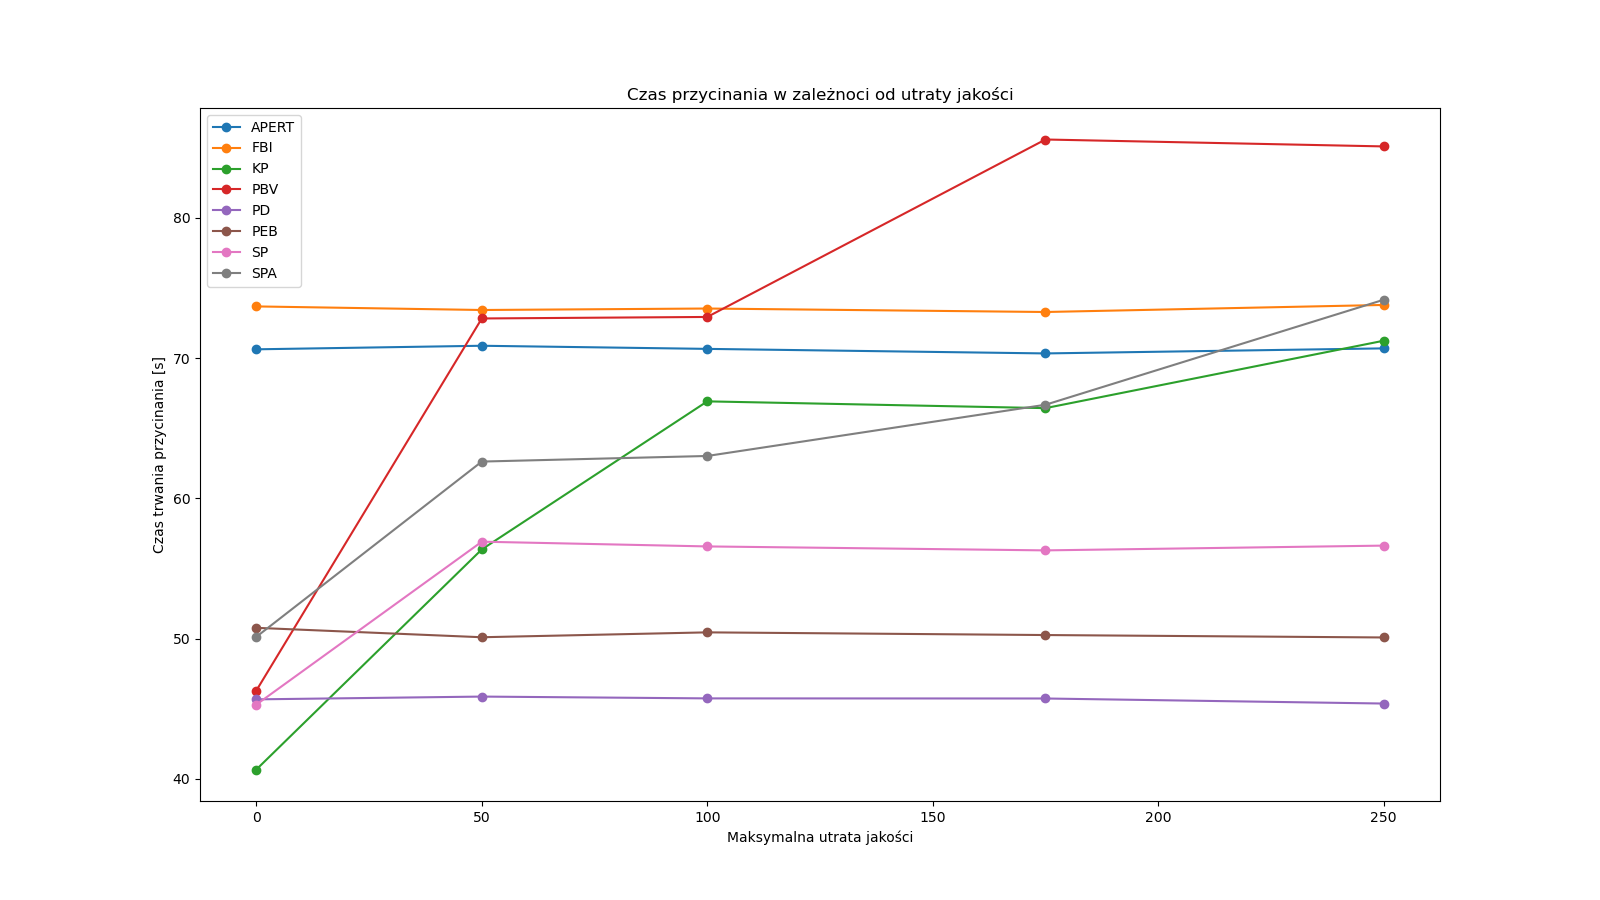 Czas przycinania w zależnoci od utraty jakości
APERT
FBI
KP
PBV
PD
PEB
SP
SPA
Czas trwania przycinania [s]
80
70
60
50
40
0 50 100 150 200 250
Maksymalna utrata jakości